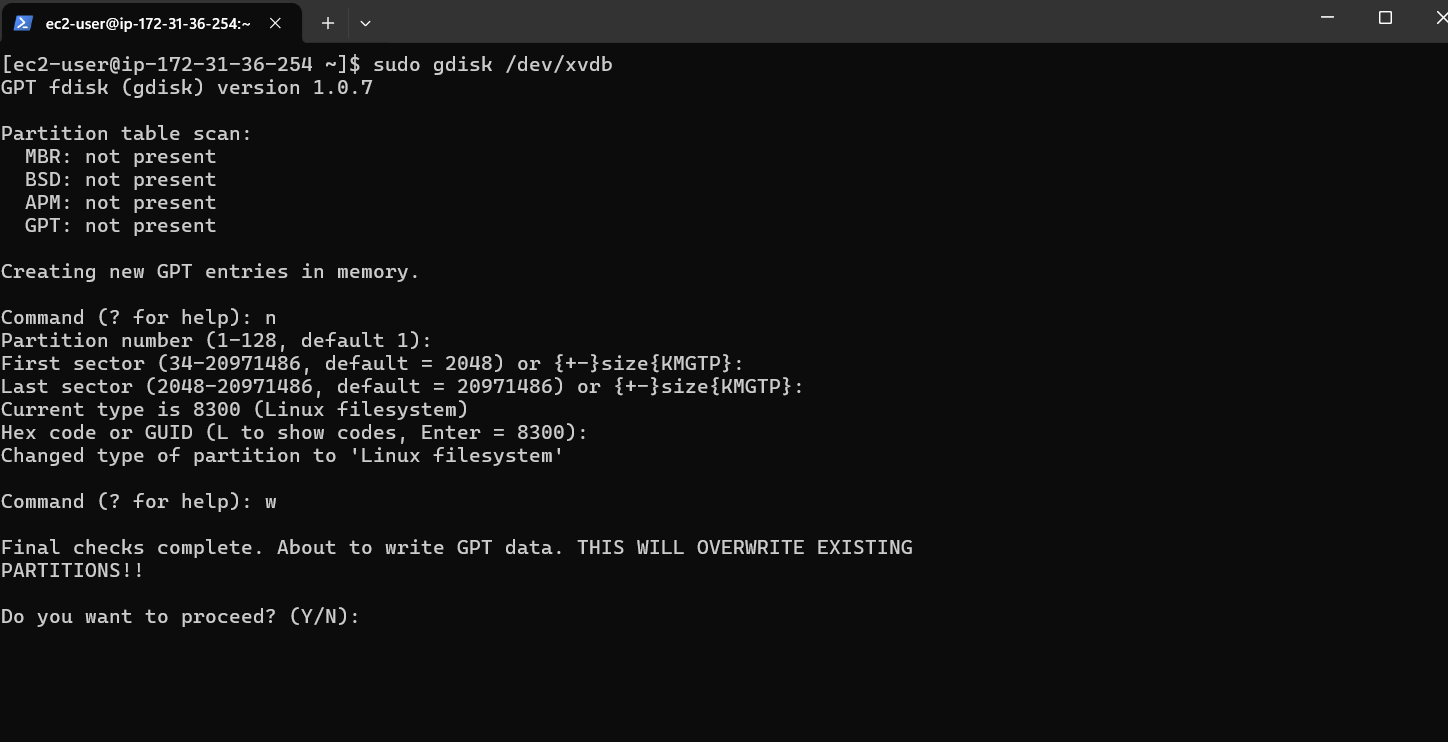 ec2-user@ip-172-31-36-254:~
[ec2-user@ip-172-31-36-254 ~]$ sudo gdisk /dev/xvdb
GPT fdisk (gdisk) version 1.0.7
Partition table scan:
  MBR: not present
  BSD: not present
  APM: not present
  GPT: not present
Creating new GPT entries in memory.
Command (? for help): n
Partition number (1-128, default 1):
First sector (34-20971486, default = 2048) or {+-}size{KMGTP}:
Last sector (2048-20971486, default = 20971486) or {+-}size{KMGTP}:
Current type is 8300 (Linux filesystem)
Hex code or GUID (L to show codes, Enter = 8300):
Changed type of partition to 'Linux filesystem'
Command (? for help): w
Final checks complete. About to write GPT data. THIS WILL OVERWRITE EXISTING
PARTITIONS!!
Do you want to proceed? (Y/N):